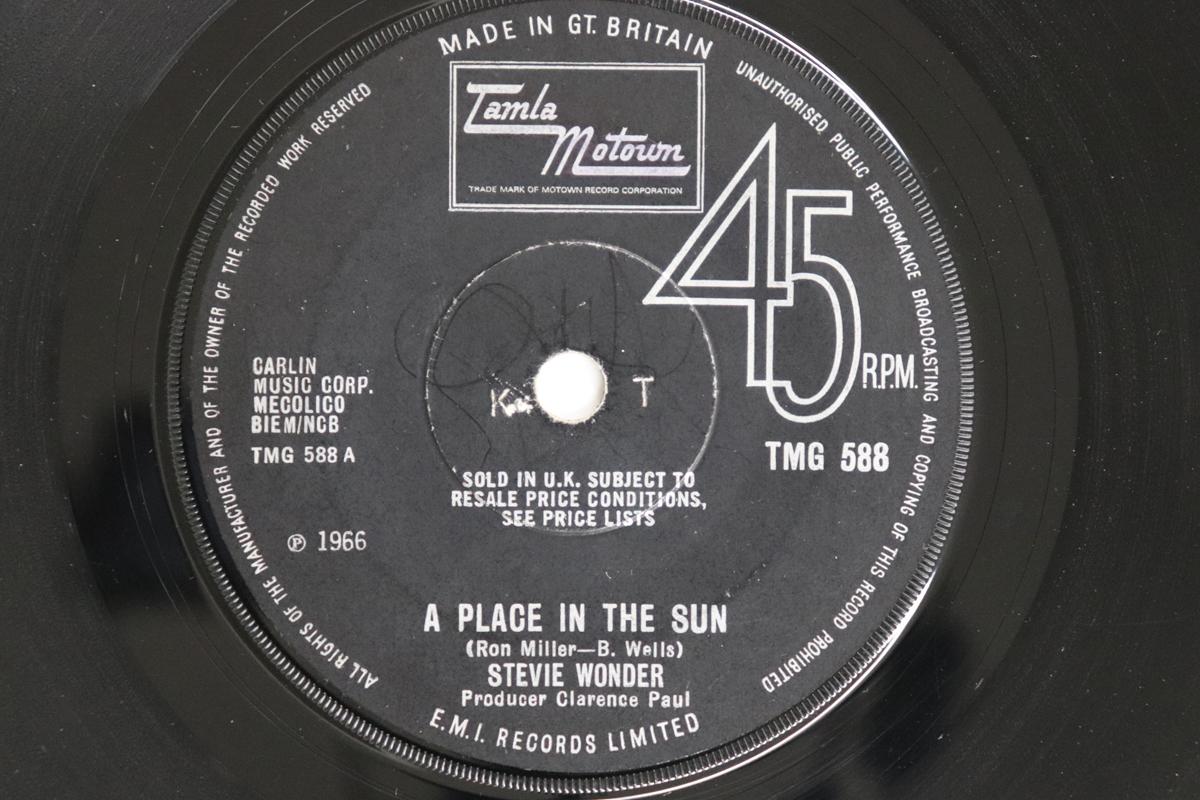 MADE IN GT. BRITAIN
Tamla
Motown
TRADE MARK OF MOTOWN RECORD CORPORATION
UNAUTHORISED PUBLIC PERFORMANCE BROADCASTING AND COPYING OF THIS RECORD PROHIBITED
ALL RIGHTS OF THE MANUFACTURER AND OF THE OWNER OF THE RECORDED WORK RESERVED
45
R.P.M.
TMG 588
CARLIN
MUSIC CORP.
MECOLICO
BIEM/NCB
TMG 588 A
K T
SOLD IN U.K. SUBJECT TO
RESALE PRICE CONDITIONS,
SEE PRICE LISTS
℗ 1966
A PLACE IN THE SUN
(Ron Miller—B. Wells)
STEVIE WONDER
Producer Clarence Paul
E.M.I. RECORDS LIMITED